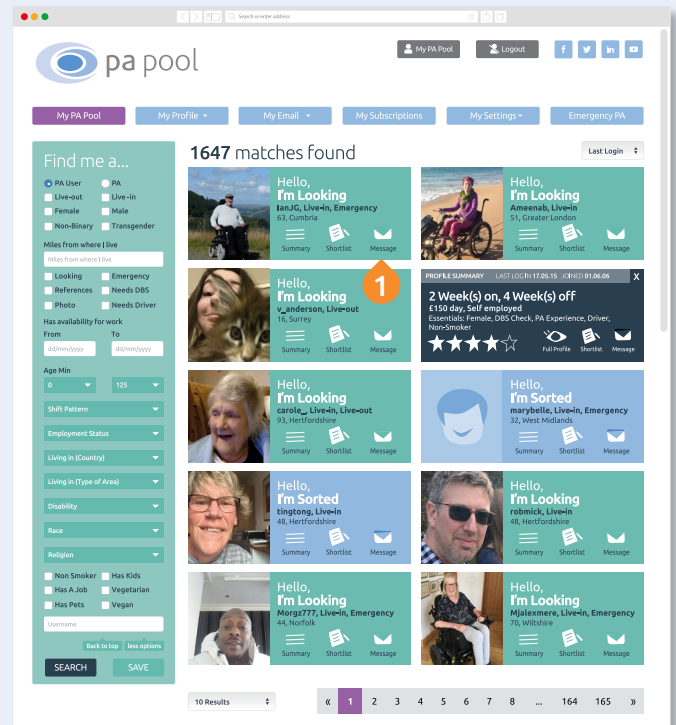 Search or enter address
pa pool
My PA Pool
Logout
My PA Pool
My Profile
My Email
My Subscriptions
My Settings
Emergency PA
Find me a...
PA User PA
Live-out Live -in
Female Male
Non-Binary Transgender
Miles from where I live
Miles from where I live
Looking Emergency
References Needs DBS
Photo Needs Driver
Has availability for work
From To
dd/mm/yyyy dd/mm/yyyy
Age Min
0 125
Shift Pattern
Employment Status
Living in (Country)
Living in (Type of Area)
Disability
Race
Religion
Non Smoker Has Kids
Has A Job Vegetarian
Has Pets Vegan
Username
Back to top less options
SEARCH SAVE
1647 matches found
Last Login
Hello,
I'm Looking
IanJG, Live-in, Emergency
63, Cumbria
Summary Shortlist Message
Hello,
I'm Looking
Ameenab, Live-in
51, Greater London
Summary Shortlist Message
1
Hello,
I'm Looking
v_anderson, Live-out
16, Surrey
Summary Shortlist Message
PROFILE SUMMARY LAST LOG IN 17.05.15 JOINED 01.06.06 X
2 Week(s) on, 4 Week(s) off
£150 day, Self employed
Essentials: Female, DBS Check, PA Experience, Driver,
Non-Smoker
Full Profile Shortlist Message
Hello,
I'm Looking
carole_, Live-in, Live-out
93, Hertfordshire
Summary Shortlist Message
Hello,
I'm Sorted
marybelle, Live-in, Emergency
32, West Midlands
Summary Shortlist Message
Hello,
I'm Sorted
tingtong, Live-in
48, Hertfordshire
Summary Shortlist Message
Hello,
I'm Looking
robmick, Live-in
48, Hertfordshire
Summary Shortlist Message
Hello,
I'm Looking
Morgz777, Live-in, Emergency
44, Norfolk
Summary Shortlist Message
Hello,
I'm Looking
Mjalexmere, Live-in, Emergency
70, Wiltshire
Summary Shortlist Message
10 Results
« 1 2 3 4 5 6 7 8 ... 164 165 »